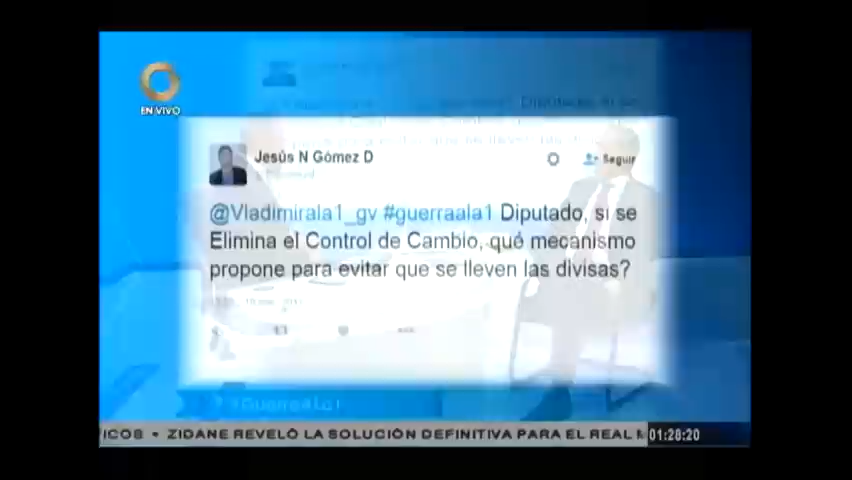 EN VIVO
Jesús N Gómez D
Seguir
@Vladimirala1_gv #guerraala1 Diputado, si se
Elimina el Control de Cambio, qué mecanismo
propone para evitar que se lleven las divisas?
#GuerraAla1
ICOS • ZIDANE REVELÓ LA SOLUCIÓN DEFINITIVA PARA EL REAL M
01:28:20